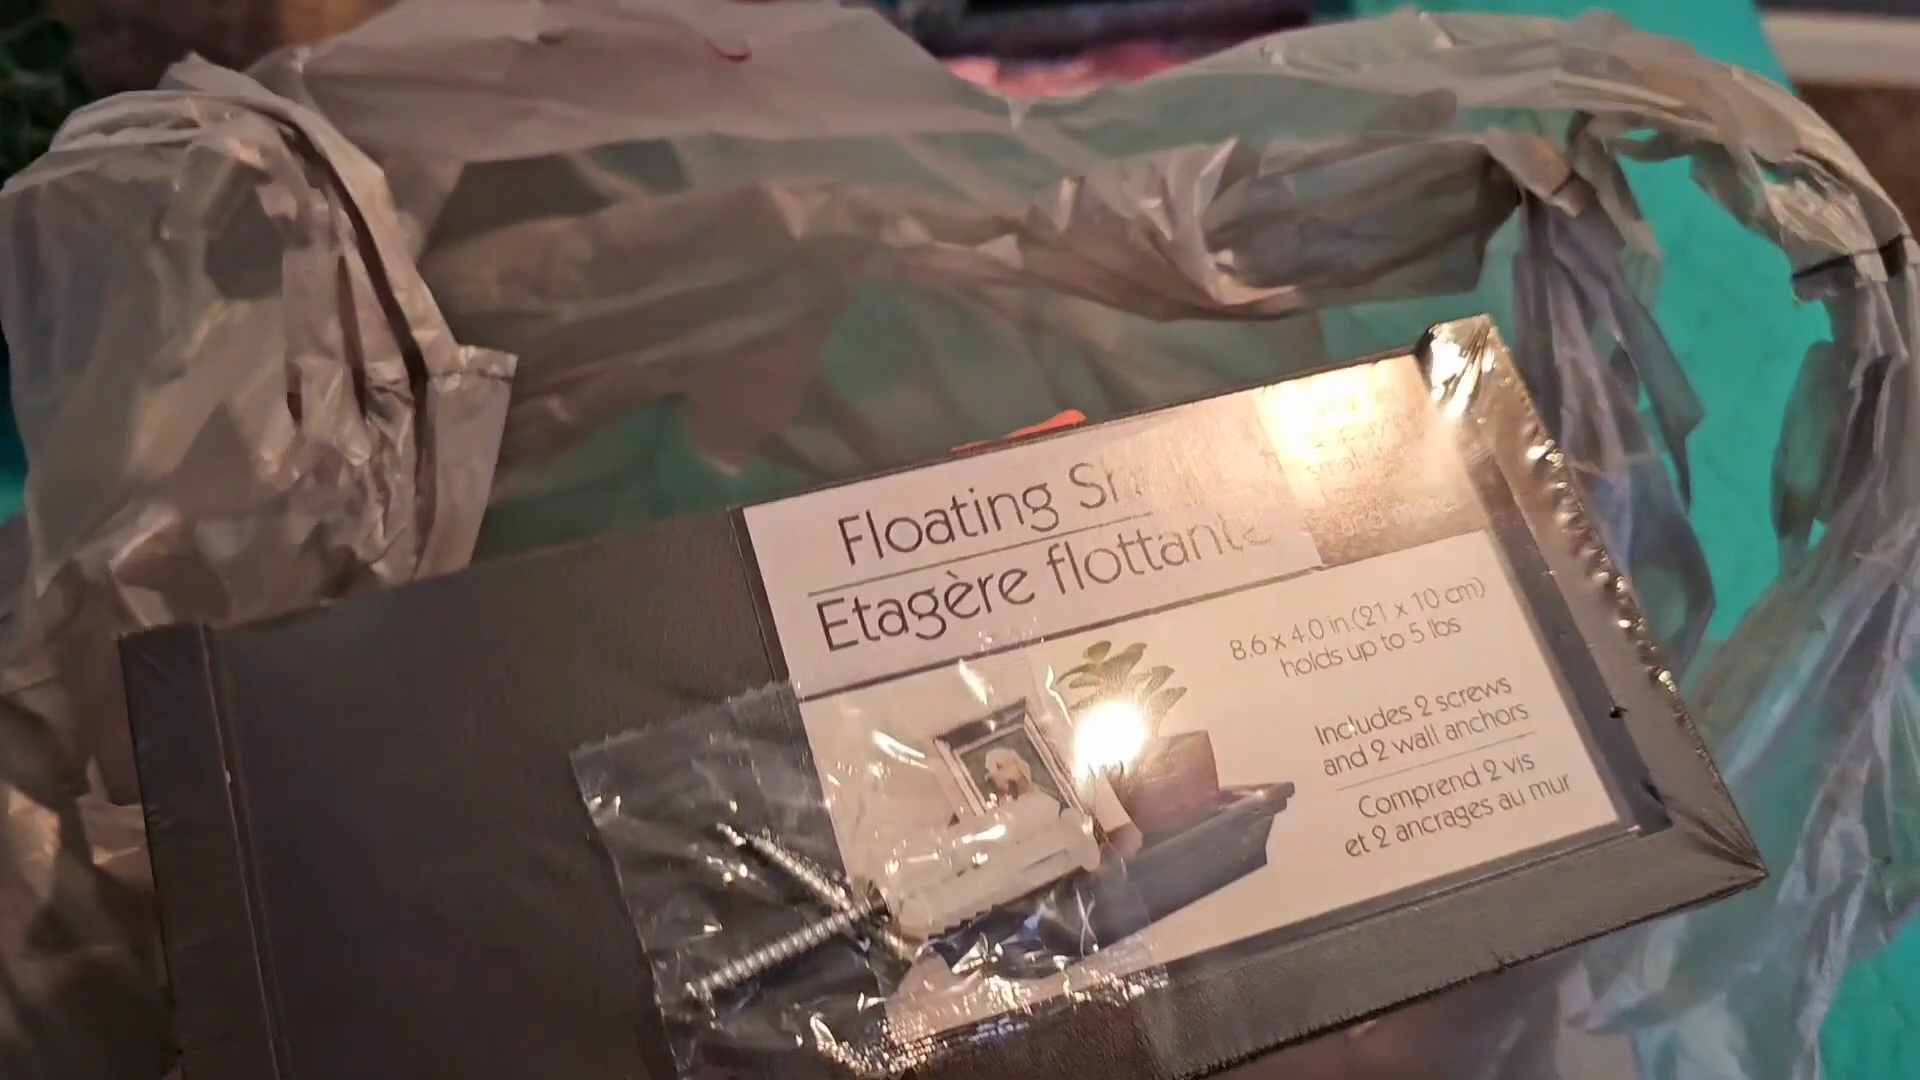 Floating
Etagère flottante
8.6 x 4.0 in.(21 x 10 cm)
holds up to 5 lbs
Includes 2 screws
and 2 wall anchors
Comprend 2 vis
et 2 ancrages au mur